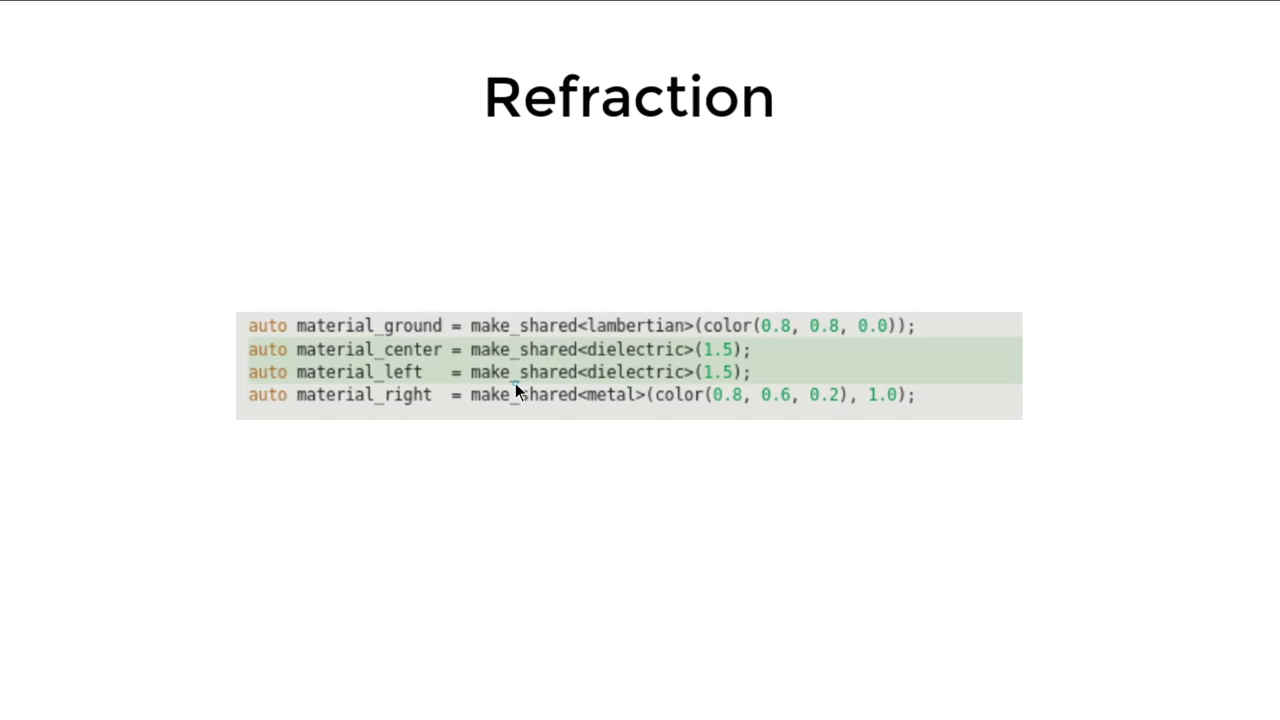 Refraction
auto material_ground = make_shared<lambertian>(color(0.8, 0.8, 0.0));
auto material_center = make_shared<dielectric>(1.5);
auto material_left   = make_shared<dielectric>(1.5);
auto material_right  = make_shared<metal>(color(0.8, 0.6, 0.2), 1.0);